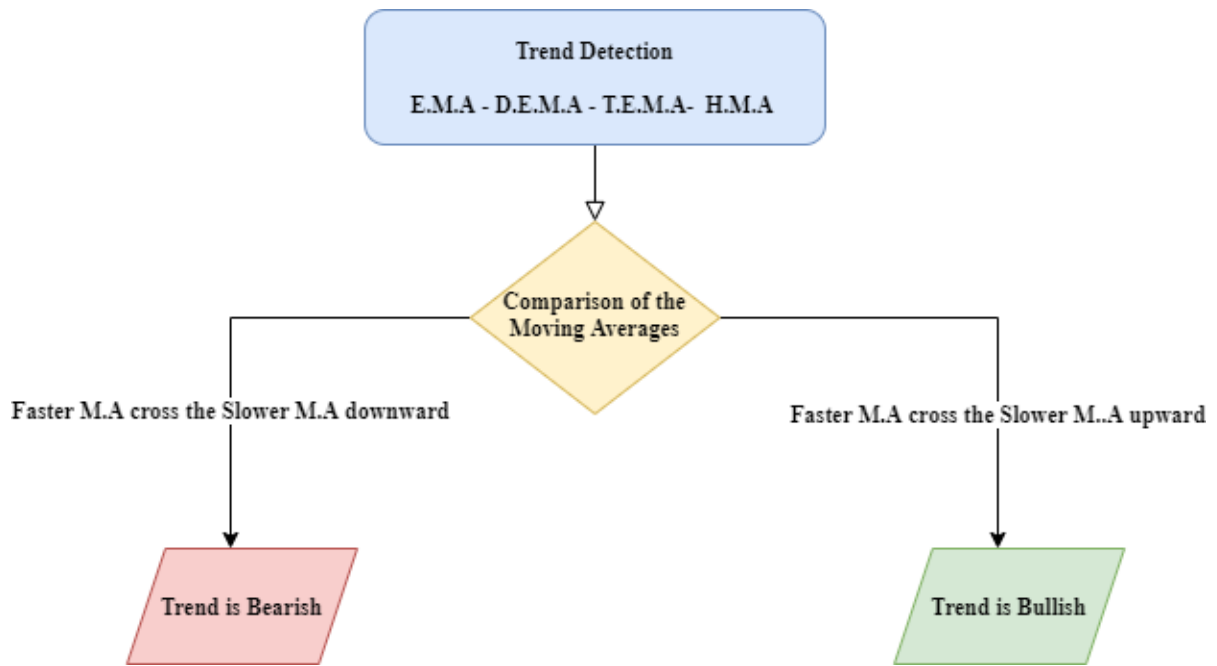 Trend Detection
E.M.A - D.E.M.A - T.E.M.A-  H.M.A
Comparison of the
Moving Averages
Faster M.A cross the Slower M.A downward
Faster M.A cross the Slower M..A upward
Trend is Bearish
Trend is Bullish